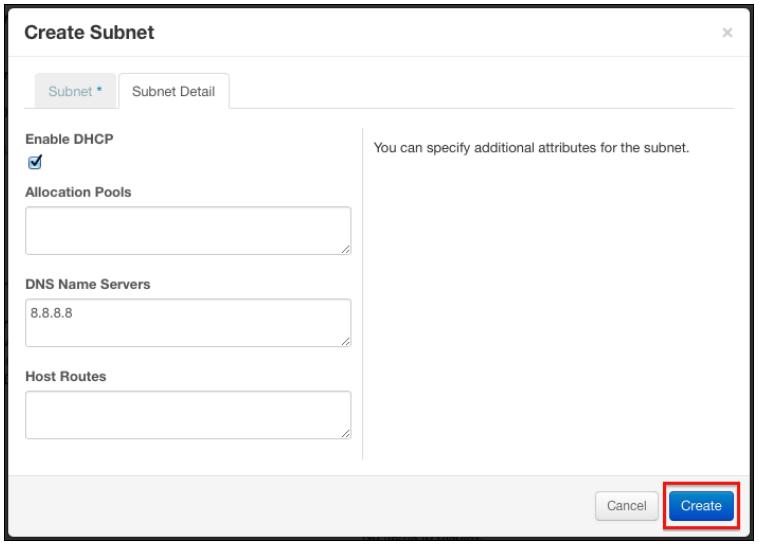 Create Subnet
×
Subnet *
Subnet Detail
Enable DHCP
You can specify additional attributes for the subnet.
Allocation Pools
DNS Name Servers
8.8.8.8
Host Routes
Cancel
Create